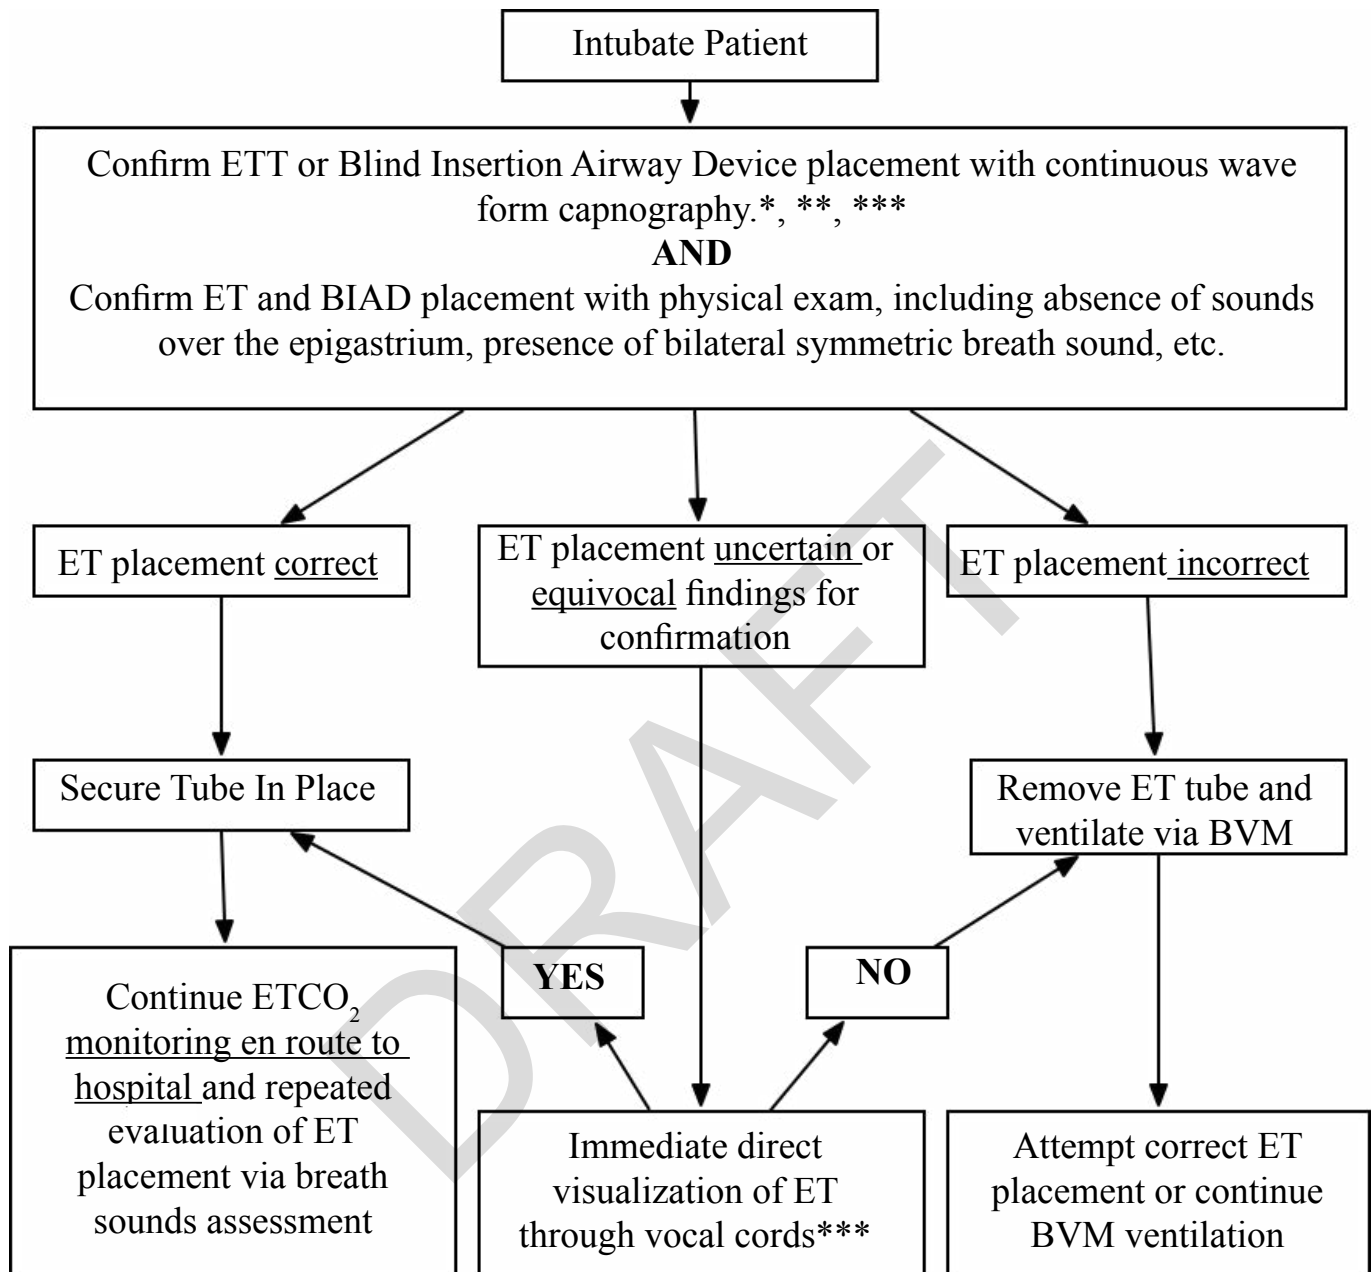 Intubate Patient
Confirm ETT or Blind Insertion Airway Device placement with continuous wave
form capnography.*, **, ***
AND
Confirm ET and BIAD placement with physical exam, including absence of sounds
over the epigastrium, presence of bilateral symmetric breath sound, etc.
ET placement correct
ET placement uncertain or
equivocal findings for
confirmation
ET placement incorrect
Secure Tube In Place
Remove ET tube and
ventilate via BVM
YES
NO
Continue ETCO₂
monitoring en route to
hospital and repeated
evaluation of ET
placement via breath
sounds assessment
Immediate direct
visualization of ET
through vocal cords***
Attempt correct ET
placement or continue
BVM ventilation
DRAFT